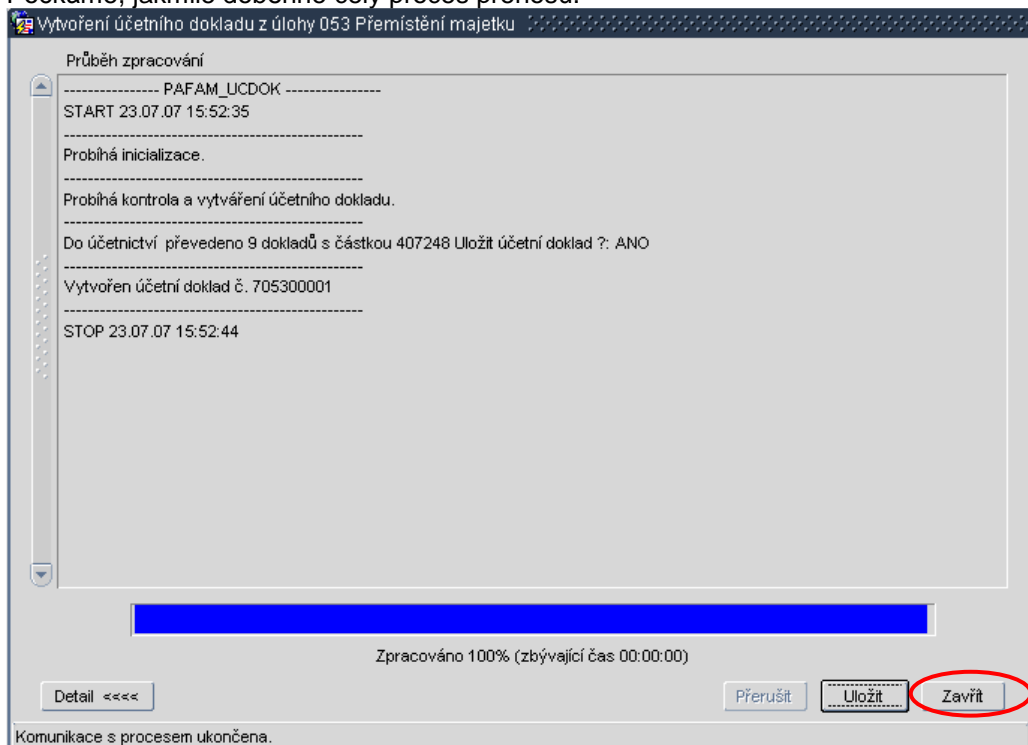 Vytvoření účetního dokladu z úlohy 053 Přemístění majetku
Průběh zpracování
---------------- PAFAM_UCDOK ----------------
START 23.07.07 15:52:35
--------------------------------------------------
Probíhá inicializace.
--------------------------------------------------
Probíhá kontrola a vytváření účetního dokladu.
--------------------------------------------------
Do účetnictví převedeno 9 dokladů s částkou 407248 Uložit účetní doklad ?: ANO
--------------------------------------------------
Vytvořen účetní doklad č. 705300001
--------------------------------------------------
STOP 23.07.07 15:52:44
Zpracováno 100% (zbývající čas 00:00:00)
Detail <<<< Přerušit Uložit Zavřít
Komunikace s procesem ukončena.